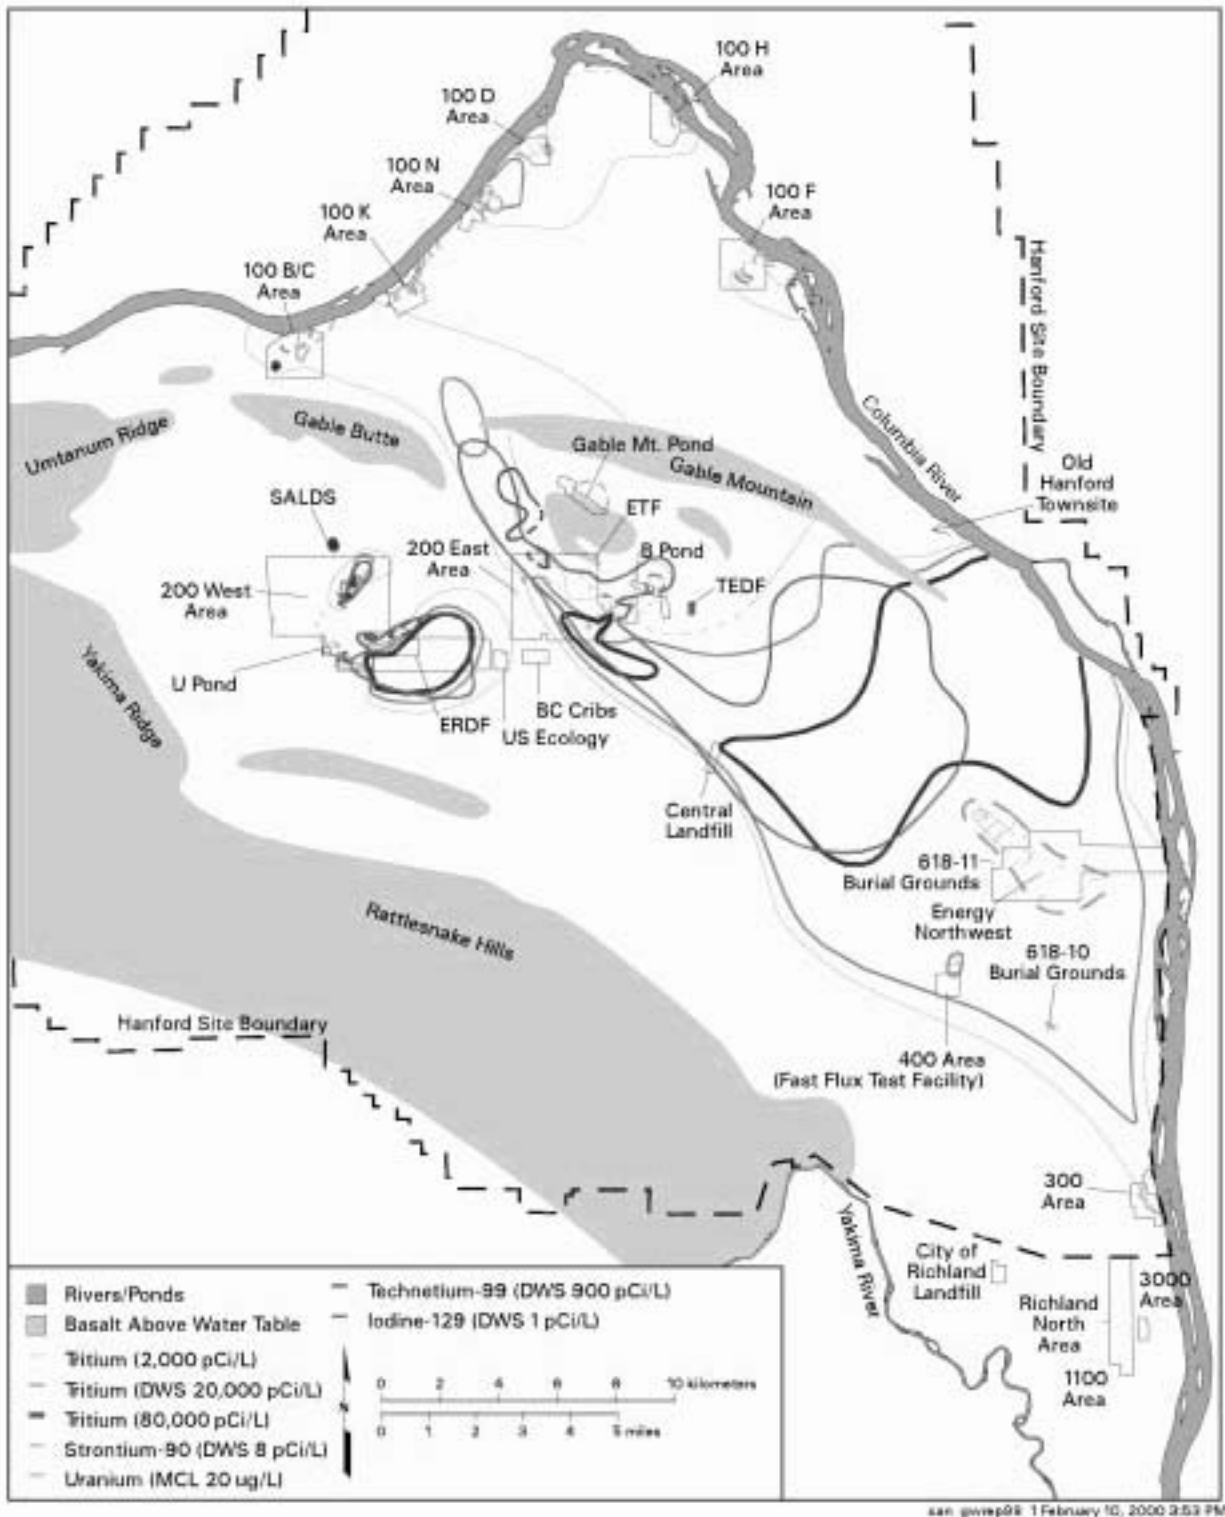 100 H
Area
100 D
Area
100 N
Area
100 F
Area
100 K
Area
100 B/C
Area
Hanford Site Boundary
Columbia River
Umtanum Ridge
Gable Butte
Gable Mt. Pond
Gable Mountain
Old
Hanford
Townsite
SALDS
ETF
200 East
Area
B Pond
TEDF
200 West
Area
U Pond
Yakima Ridge
ERDF
BC Cribs
US Ecology
Central
Landfill
618-11
Burial Grounds
Energy
Northwest
Rattlesnake Hills
618-10
Burial Grounds
Hanford Site Boundary
400 Area
(Fast Flux Test Facility)
300
Area
Yakima River
City of
Richland
Landfill
3000
Area
Richland
North
Area
1100
Area
Rivers/Ponds
Basalt Above Water Table
Tritium (2,000 pCi/L)
Tritium (DWS 20,000 pCi/L)
Tritium (80,000 pCi/L)
Strontium-90 (DWS 8 pCi/L)
Uranium (MCL 20 ug/L)
Technetium-99 (DWS 900 pCi/L)
Iodine-129 (DWS 1 pCi/L)
N
0 2 4 6 8 10 kilometers
0 1 2 3 4 5 miles
1 February 10, 2000 3:53 PM